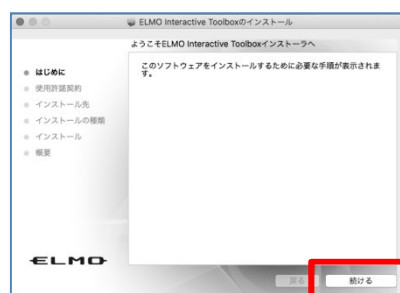 ELMO Interactive Toolboxのインストール
ようこそELMO Interactive Toolboxインストーラへ
はじめに
使用許諾契約
インストール先
インストールの種類
インストール
概要
このソフトウェアをインストールするために必要な手順が表示されま
す。
ELMO
戻る
続ける